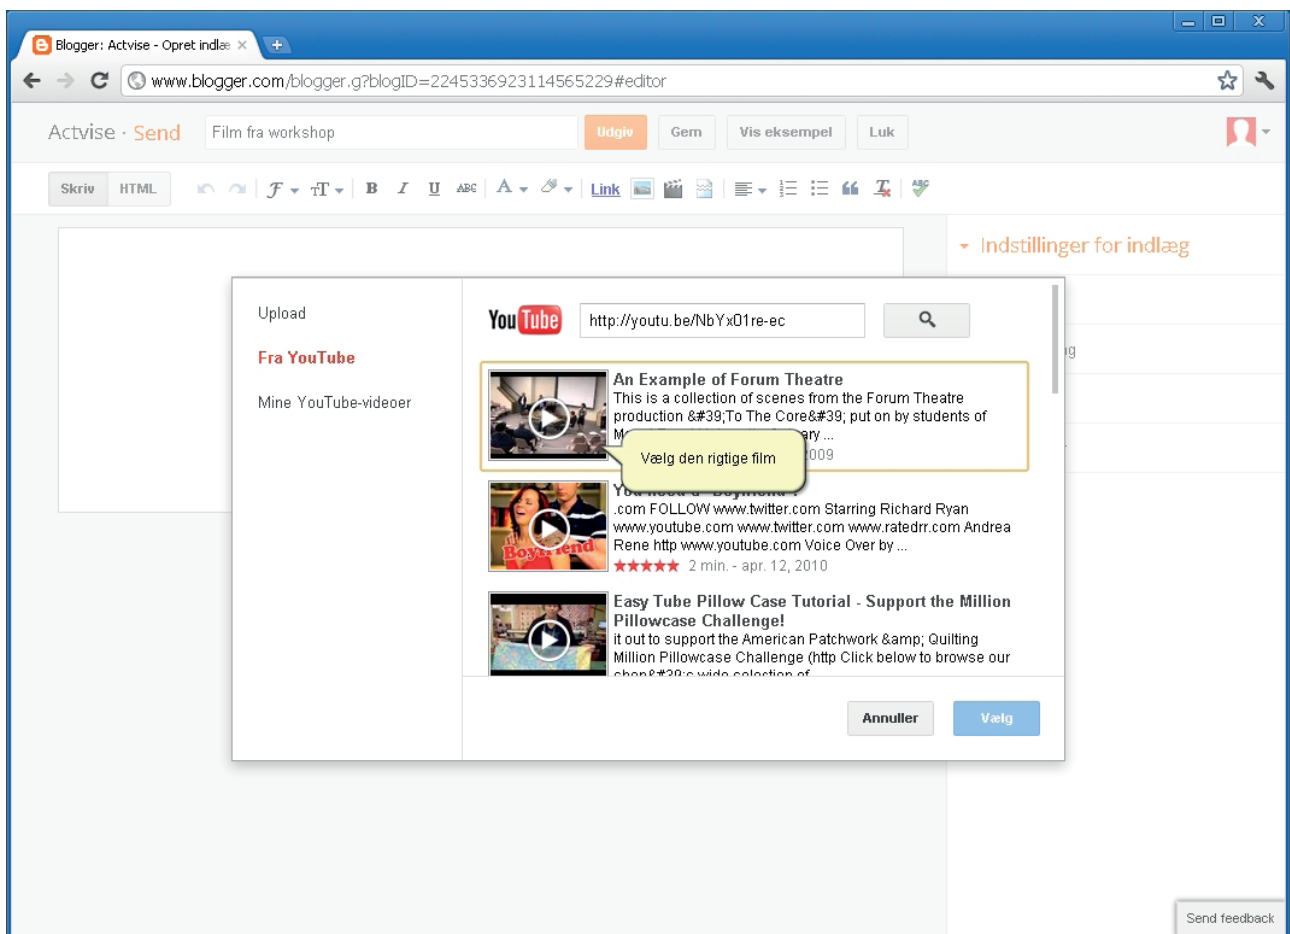 Blogger: Actvise - Opret indlæ
www.blogger.com/blogger.g?blogID=2245336923114565229#editor
Actvise · Send Film fra workshop Udgiv Gem Vis eksempel Luk
Skriv HTML Link
Indstillinger for indlæg
Upload
Fra YouTube
Mine YouTube-videoer
YouTube http://youtu.be/NbYx01re-ec
An Example of Forum Theatre
This is a collection of scenes from the Forum Theatre
production &#39;To The Core&#39; put on by students of
ary ...
009
Vælg den rigtige film
.com FOLLOW www.twitter.com Starring Richard Ryan
www.youtube.com www.twitter.com www.ratedrr.com Andrea
Rene http www.youtube.com Voice Over by ...
2 min. - apr. 12, 2010
Boyfriend
Easy Tube Pillow Case Tutorial - Support the Million
Pillowcase Challenge!
it out to support the American Patchwork &amp; Quilting
Million Pillowcase Challenge (http Click below to browse our
Annuller Vælg
Send feedback